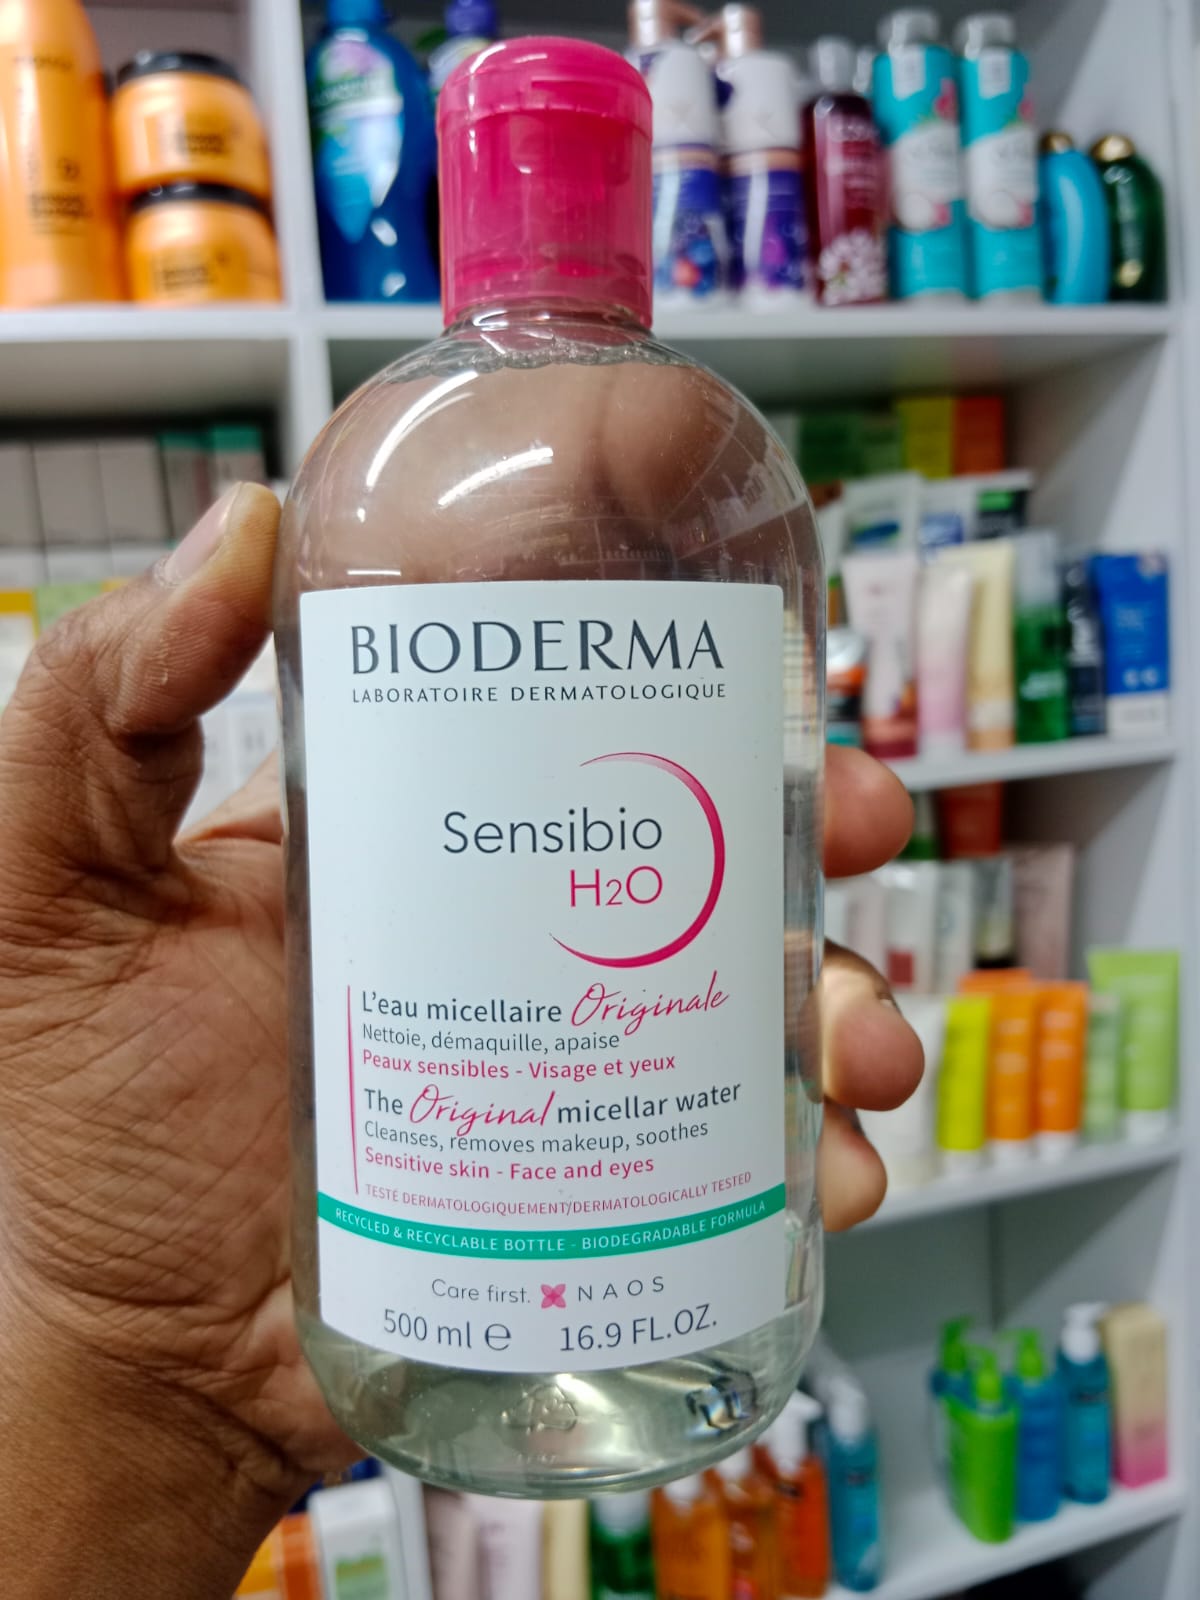 BIODERMA
LABORATOIRE DERMATOLOGIQUE
Sensibio
H2O
L'eau micellaire Originale
Nettoie, démaquille, apaise
Peaux sensibles - Visage et yeux
The Original micellar water
Cleanses, removes makeup, soothes
Sensitive skin - Face and eyes
TESTÉ DERMATOLOGIQUEMENT/DERMATOLOGICALLY TESTED
RECYCLED & RECYCLABLE BOTTLE - BIODEGRADABLE FORMULA
Care first. NAOS
500 ml ℮ 16.9 FL.OZ.